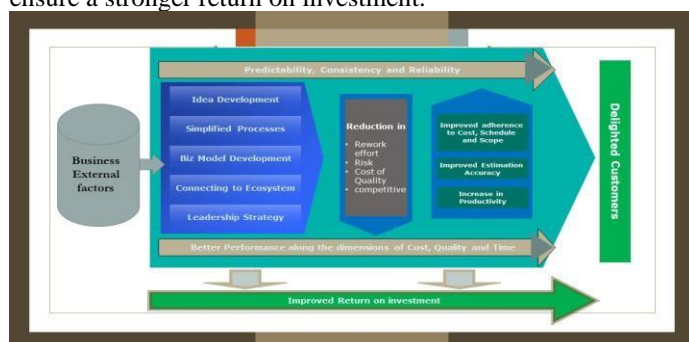 ensure a stronger return on investment.
Predictability, Consistency and Reliability
Business
External
factors
Idea Development
Simplified Processes
Biz Model Development
Connecting to Ecosystem
Leadership Strategy
Reduction in
• Rework
effort
• Risk
• Cost of
Quality
• competitive
Improved adherence
to Cost, Schedule
and Scope
Improved Estimation
Accuracy
Increase in
Productivity
Delighted Customers
Better Performance along the dimensions of Cost, Quality and Time
Improved Return on investment